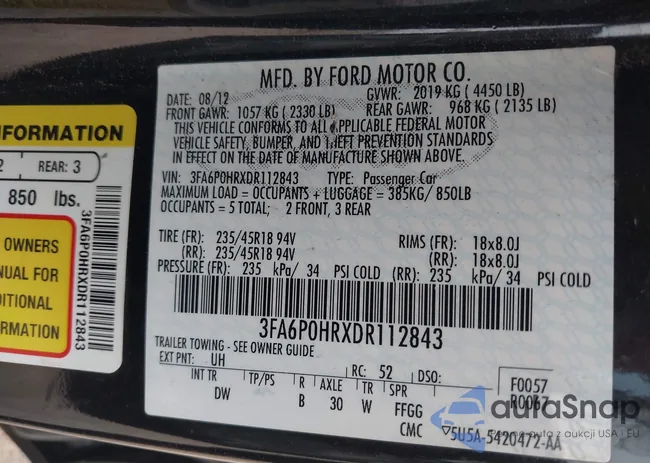 MFD. BY FORD MOTOR CO.
DATE: 08/12 GVWR: 2019 KG (4450 LB)
FRONT GAWR: 1057 KG (2330 LB) REAR GAWR: 968 KG (2135 LB)
THIS VEHICLE CONFORMS TO ALL APPLICABLE FEDERAL MOTOR
VEHICLE SAFETY, BUMPER, AND THEFT PREVENTION STANDARDS
IN EFFECT ON THE DATE OF MANUFACTURE SHOWN ABOVE.
VIN: 3FA6P0HRXDR112843 TYPE: Passenger Car
MAXIMUM LOAD = OCCUPANTS + LUGGAGE = 385KG/ 850LB
OCCUPANTS = 5 TOTAL; 2 FRONT, 3 REAR
TIRE (FR): 235/45R18 94V RIMS (FR): 18x8.0J
(RR): 235/45R18 94V (RR): 18x8.0J
PRESSURE (FR): 235 kPa/ 34 PSI COLD (RR): 235 kPa/ 34 PSI COLD
3FA6P0HRXDR112843
TRAILER TOWING - SEE OWNER GUIDE
EXT PNT: UH RC: 52 DSO:
F0057
R0067
INT TR TP/PS R AXLE TR SPR
DW B 30 W FFGG
CMC 5U5A-5420472-AA
INFORMATION
2 REAR: 3
850 lbs.
OWNERS
NUAL FOR
DITIONAL
ORMATION
3FA6P0HRXDR112843
autaSnap
auta z aukcji USA i EU